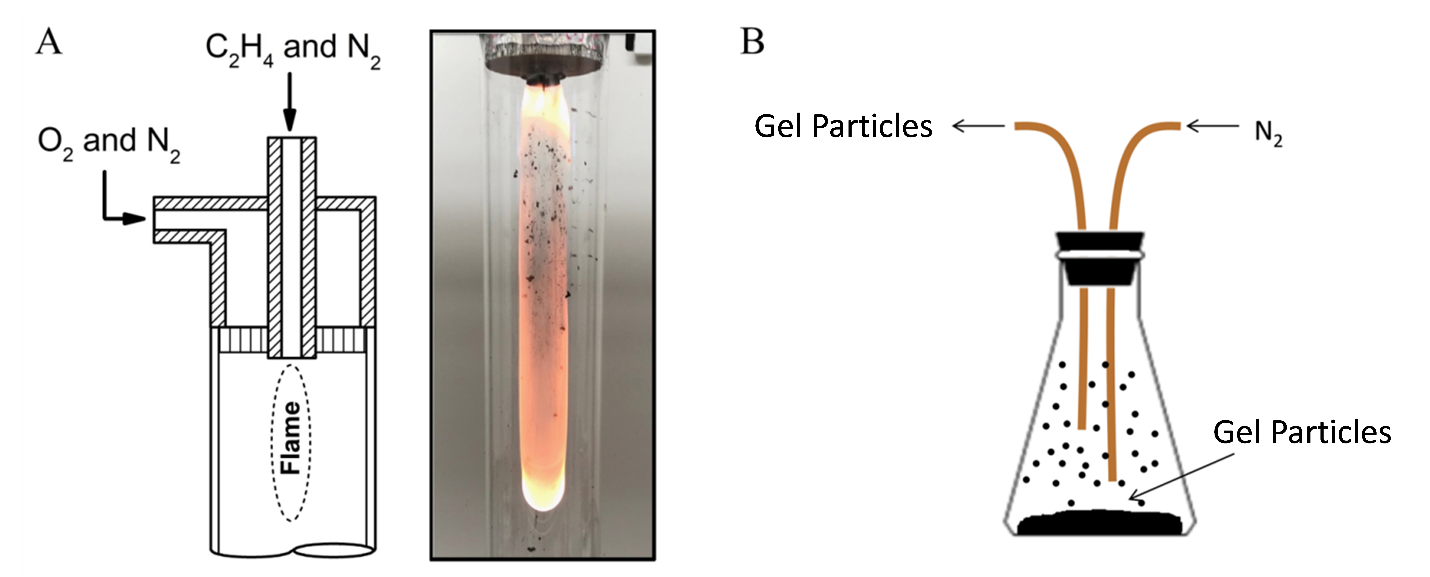 A
C₂H₄ and N₂
O₂ and N₂
Flame
B
Gel Particles
N₂
Gel Particles